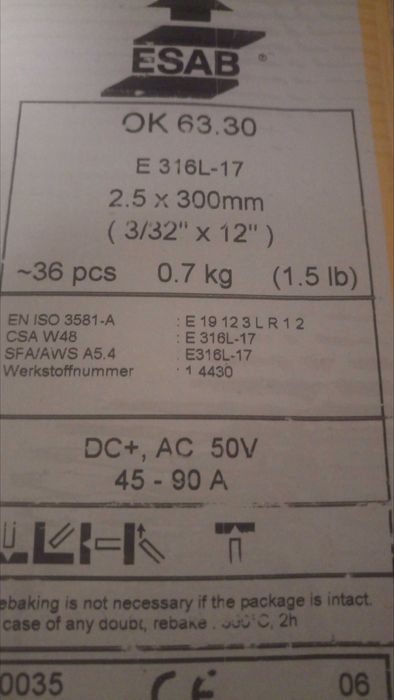 ESAB ®
OK 63.30
E 316L-17
2.5 x 300mm
( 3/32" x 12" )
~36 pcs 0.7 kg (1.5 lb)
EN ISO 3581-A : E 19 12 3 L R 1 2
CSA W48 : E 316L-17
SFA/AWS A5.4 : E316L-17
Werkstoffnummer : 1 4430
DC+, AC 50V
45 - 90 A
ebaking is not necessary if the package is intact.
case of any doubt, rebake °C, 2h
0035 CE 06